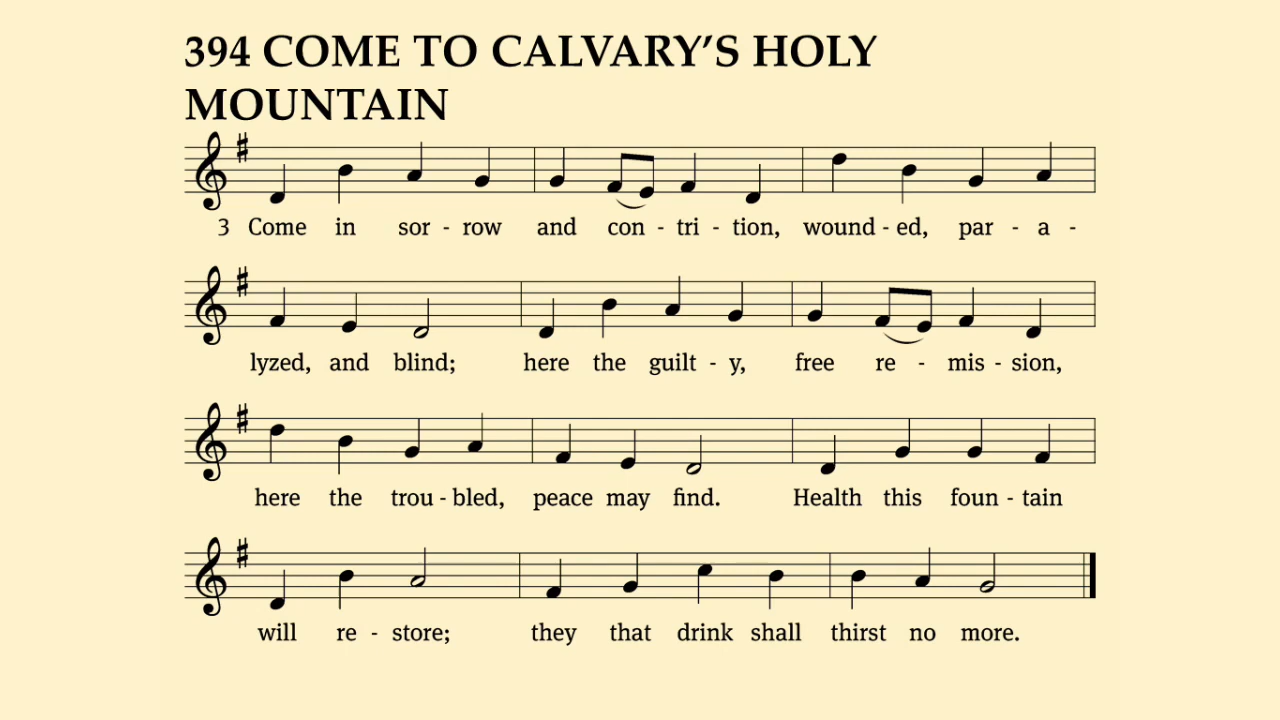 394 COME TO CALVARY’S HOLY
MOUNTAIN
3 Come in sor - row and con - tri - tion, wound - ed, par - a -
lyzed, and blind; here the guilt - y, free re - mis - sion,
here the trou - bled, peace may find. Health this foun - tain
will re - store; they that drink shall thirst no more.